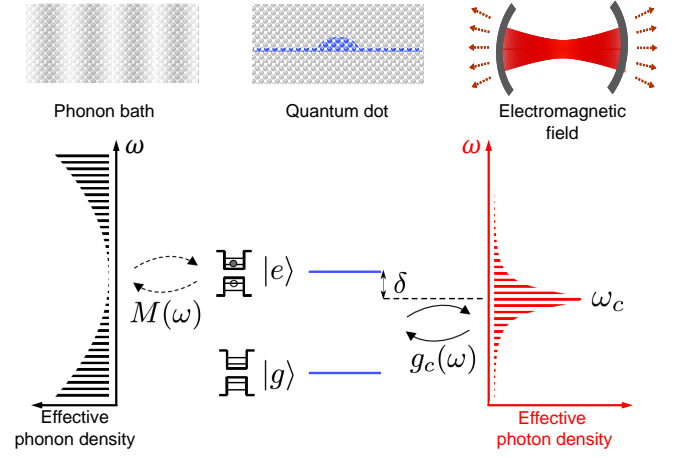 Phonon bath
Quantum dot
Electromagnetic
field
ω
ω
|e⟩
δ
M(ω)
ω_c
g_c(ω)
|g⟩
Effective
phonon density
Effective
photon density